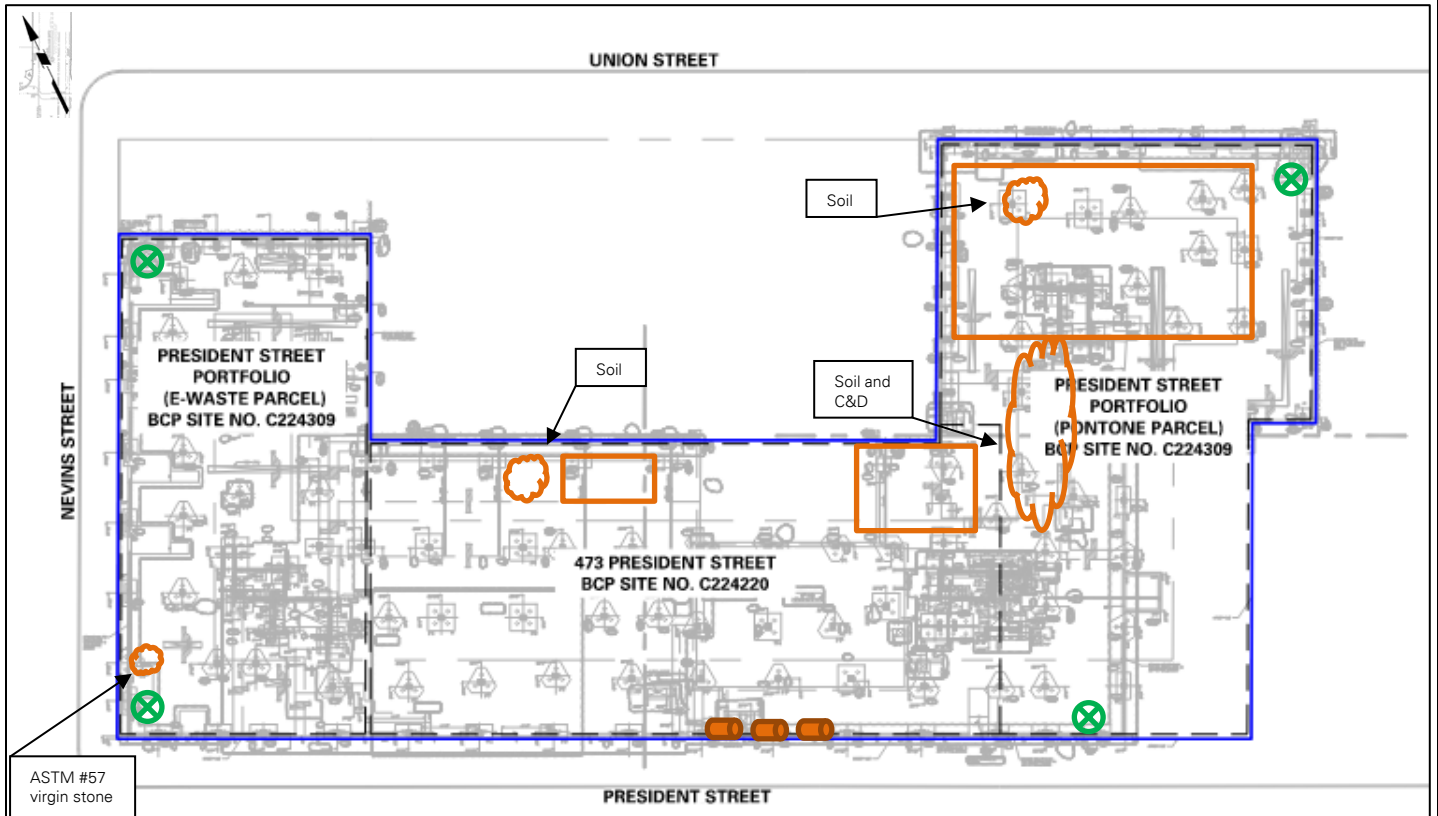 UNION STREET
Soil
PRESIDENT STREET
PORTFOLIO
(E-WASTE PARCEL)
BCP SITE NO. C224309
Soil
Soil and
C&D
PRESIDENT STREET
PORTFOLIO
(PONTONE PARCEL)
BCP SITE NO. C224309
NEVINS STREET
473 PRESIDENT STREET
BCP SITE NO. C224220
ASTM #57
virgin stone
PRESIDENT STREET